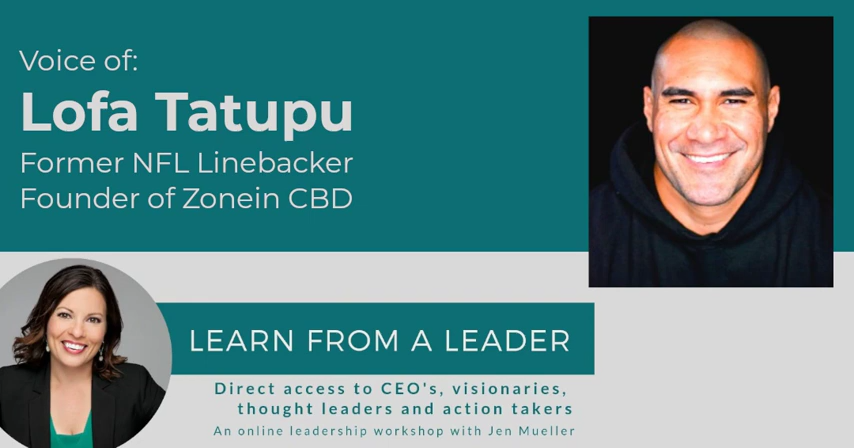 Voice of:
Lofa Tatupu
Former NFL Linebacker
Founder of Zonein CBD
LEARN FROM A LEADER
Direct access to CEO's, visionaries,
thought leaders and action takers
An online leadership workshop with Jen Mueller